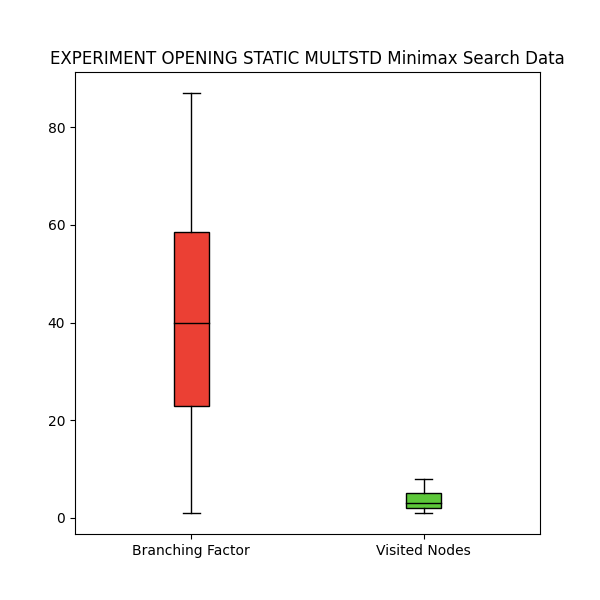 EXPERIMENT OPENING STATIC MULTSTD Minimax Search Data
80
60
40
20
0
Branching Factor Visited Nodes